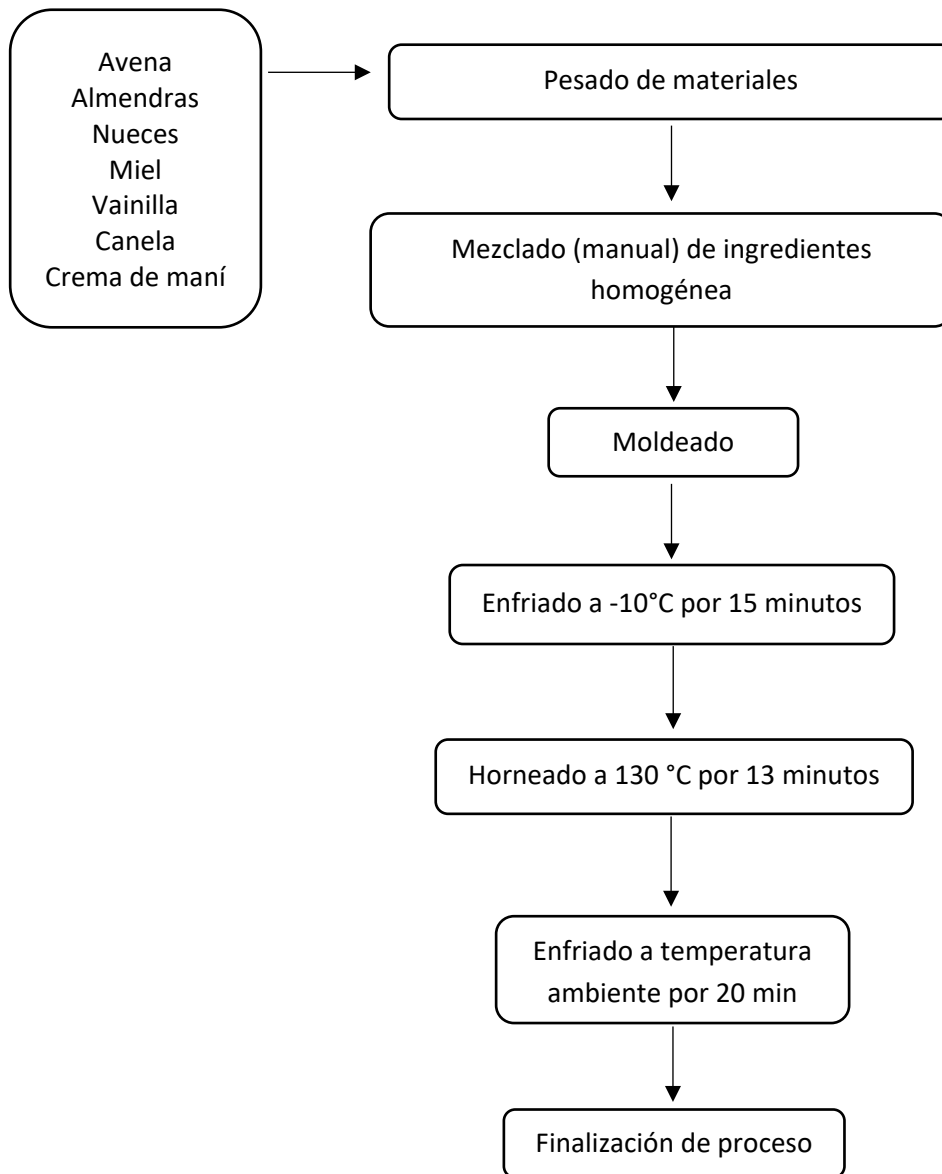 Avena
Almendras
Nueces
Miel
Vainilla
Canela
Crema de maní
Pesado de materiales
Mezclado (manual) de ingredientes
homogénea
Moldeado
Enfriado a -10°C por 15 minutos
Horneado a 130 °C por 13 minutos
Enfriado a temperatura
ambiente por 20 min
Finalización de proceso